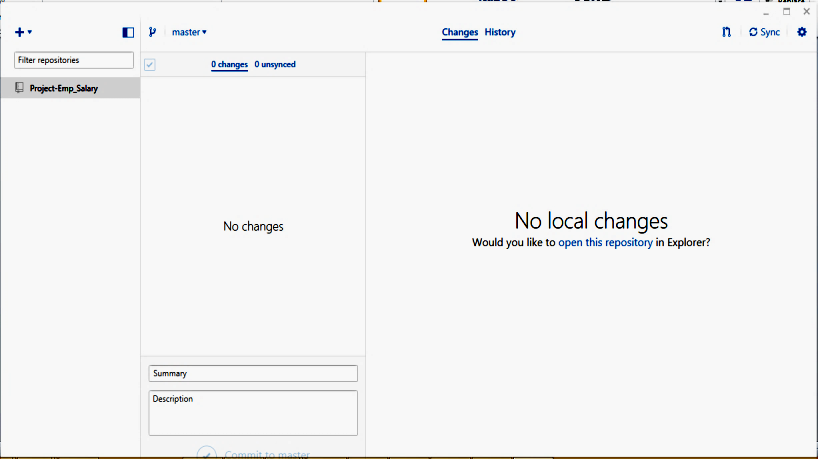 master
Changes History
Sync
Filter repositories
0 changes 0 unsynced
Project-Emp_Salary
No changes
No local changes
Would you like to open this repository in Explorer?
Summary
Description
Commit to master